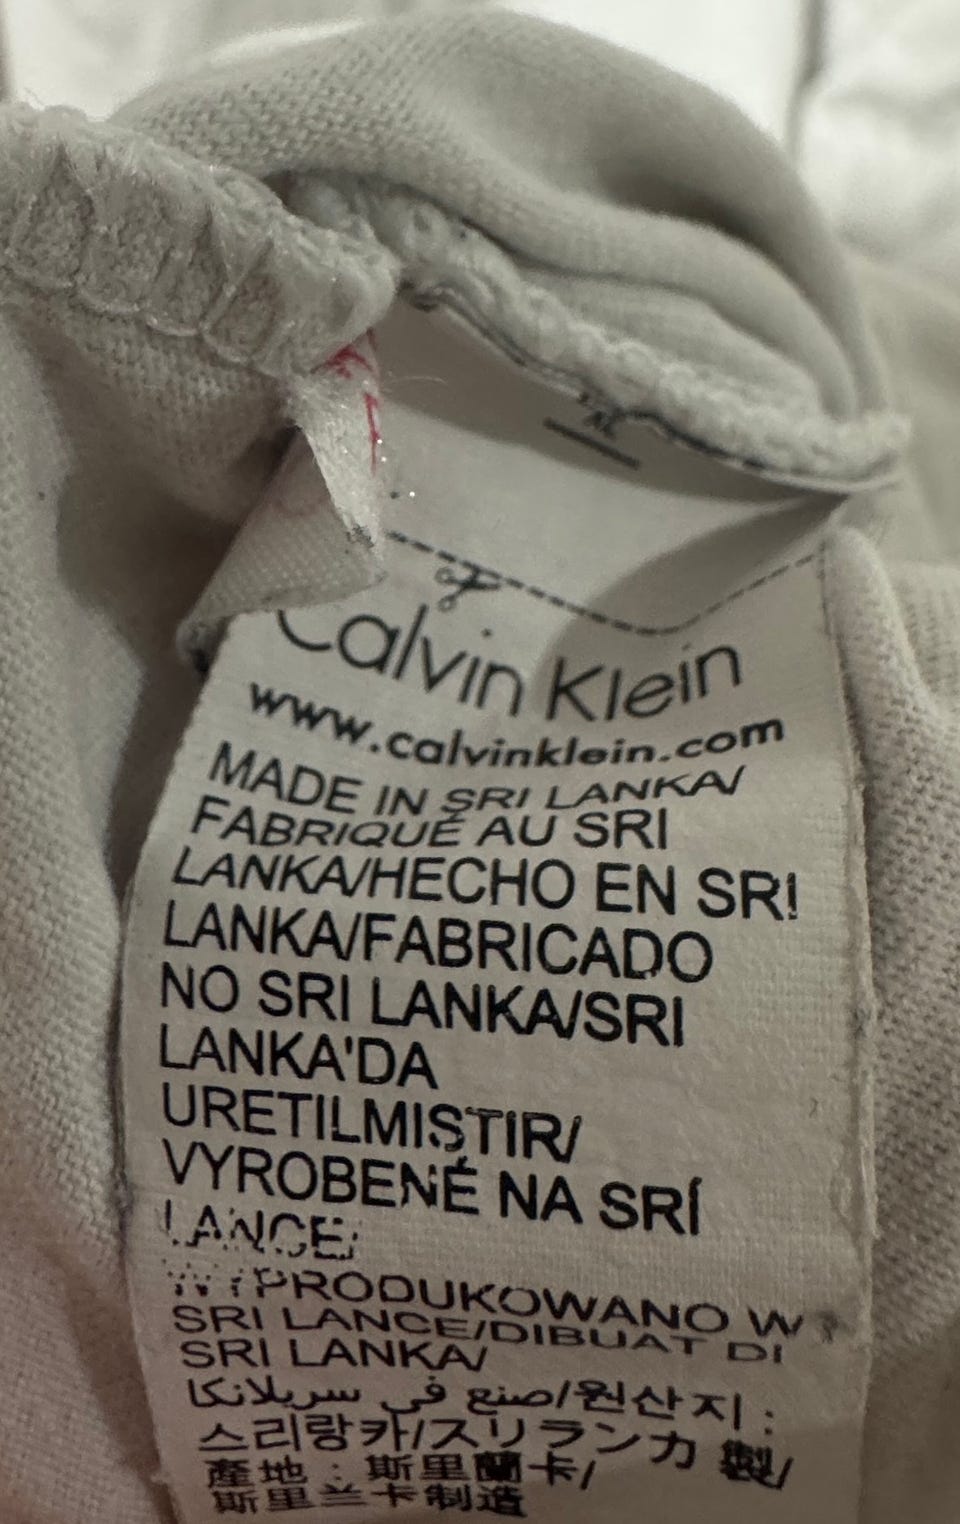 Calvin Klein
www.calvinklein.com
MADE IN SRI LANKA/
FABRIQUÉ AU SRI
LANKA/HECHO EN SRI
LANKA/FABRICADO
NO SRI LANKA/SRI
LANKA'DA
URETILMISTIR/
VYROBENÉ NA SRÍ
LANCE/
WYPRODUKOWANO W
SRI LANCE/DIBUAT DI
SRI LANKA/
صنع في سريلانكا/원산지 :
스리랑카/スリランカ 製/
產地 : 斯里蘭卡/
斯里兰卡制造